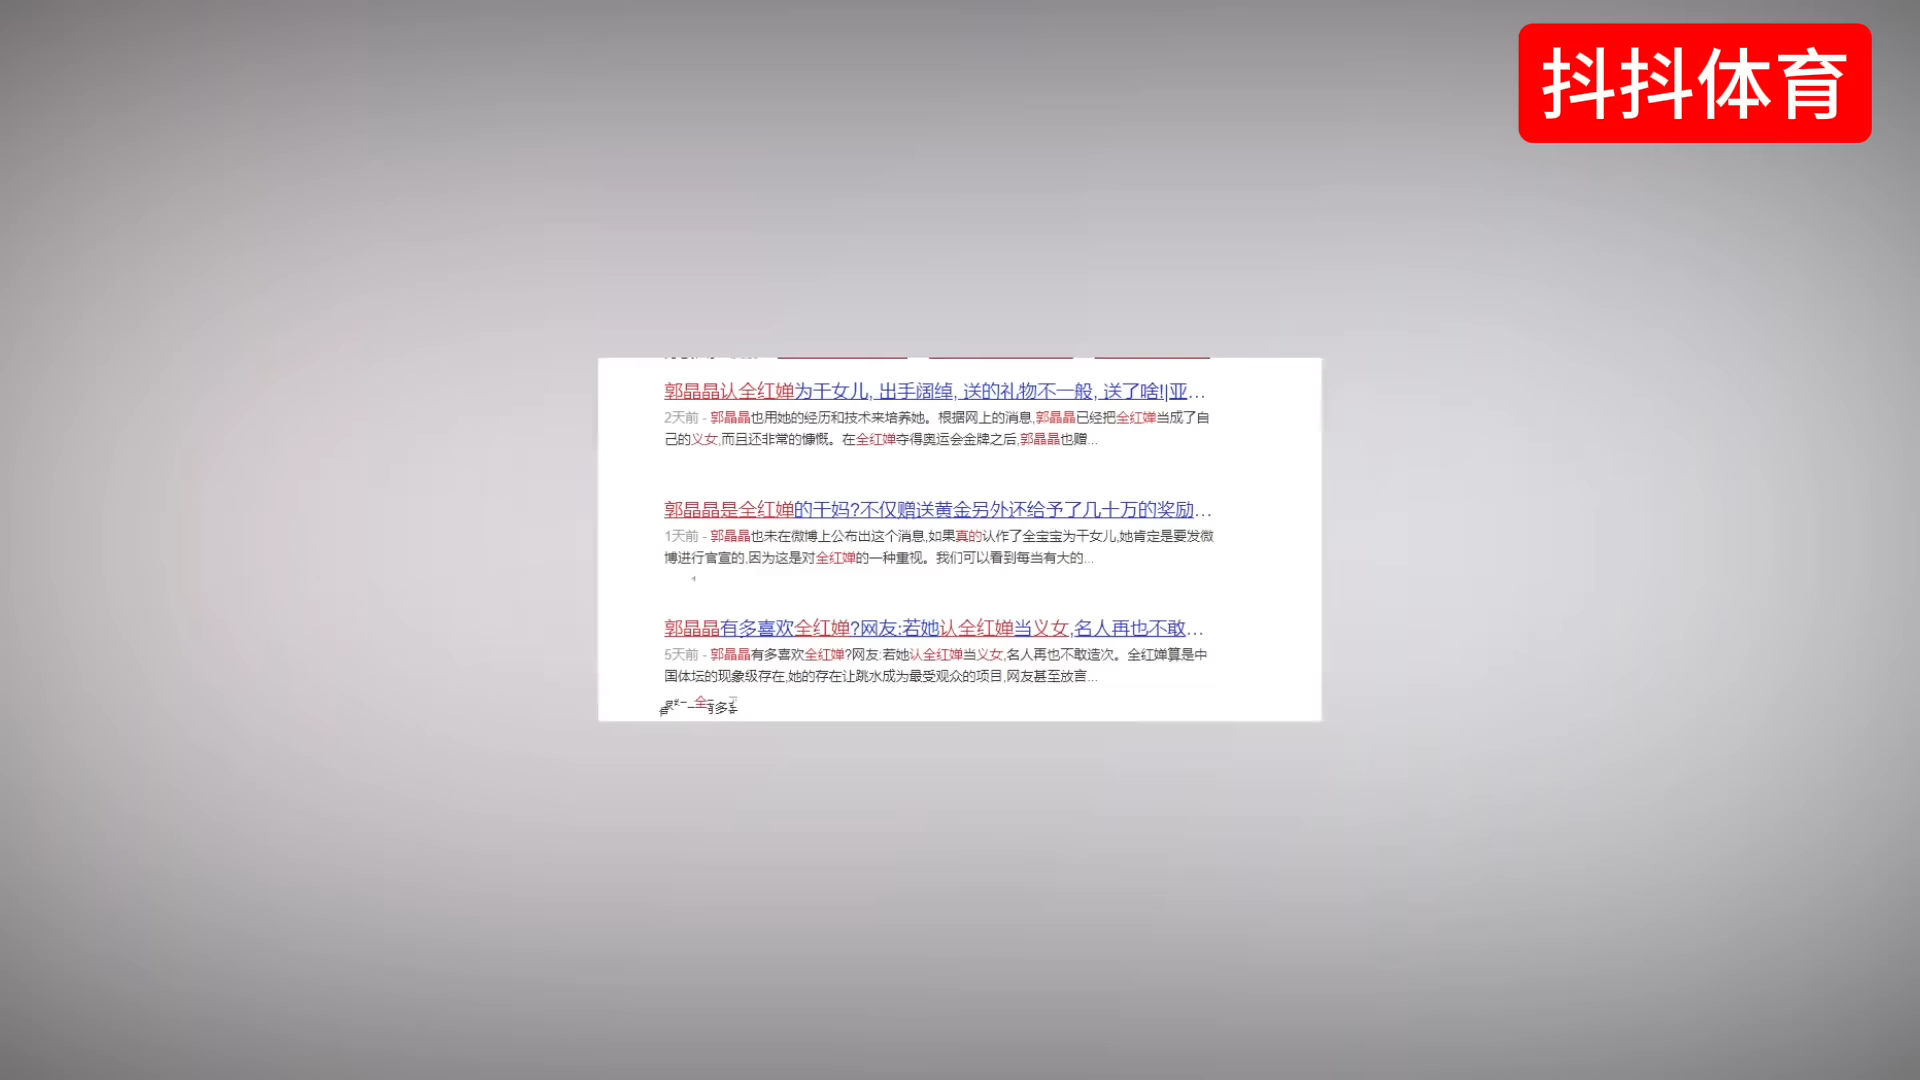 抖抖体育
郭晶晶认全红婵为干女儿, 出手阔绰, 送的礼物不一般, 送了啥!|亚...
2天前 - 郭晶晶也用她的经历和技术来培养她。根据网上的消息,郭晶晶已经把全红婵当成了自
己的义女,而且还非常的慷慨。在全红婵夺得奥运会金牌之后,郭晶晶也赠...
郭晶晶是全红婵的干妈?不仅赠送黄金另外还给予了几十万的奖励...
1天前 - 郭晶晶也未在微博上公布出这个消息,如果真的认作了全宝宝为干女儿,她肯定是要发微
博进行官宣的,因为这是对全红婵的一种重视。我们可以看到每当有大的...
郭晶晶有多喜欢全红婵?网友:若她认全红婵当义女,名人再也不敢...
5天前 - 郭晶晶有多喜欢全红婵?网友:若她认全红婵当义女,名人再也不敢造次。全红婵算是中
国体坛的现象级存在,她的存在让跳水成为最受观众的项目,网友甚至放言...